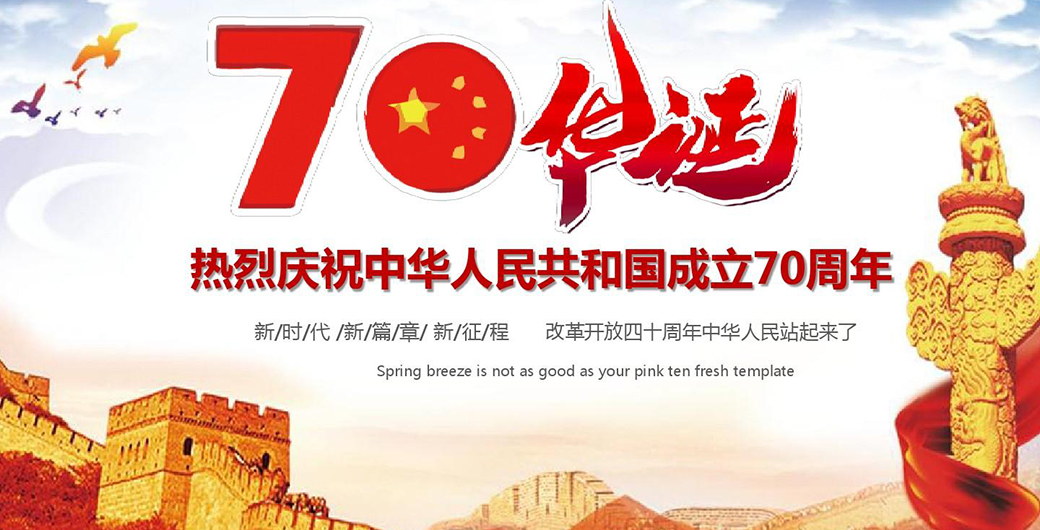 70华诞
热烈庆祝中华人民共和国成立70周年
新/时/代 /新/篇/章/ 新/征/程 改革开放四十周年中华人民站起来了
Spring breeze is not as good as your pink ten fresh template